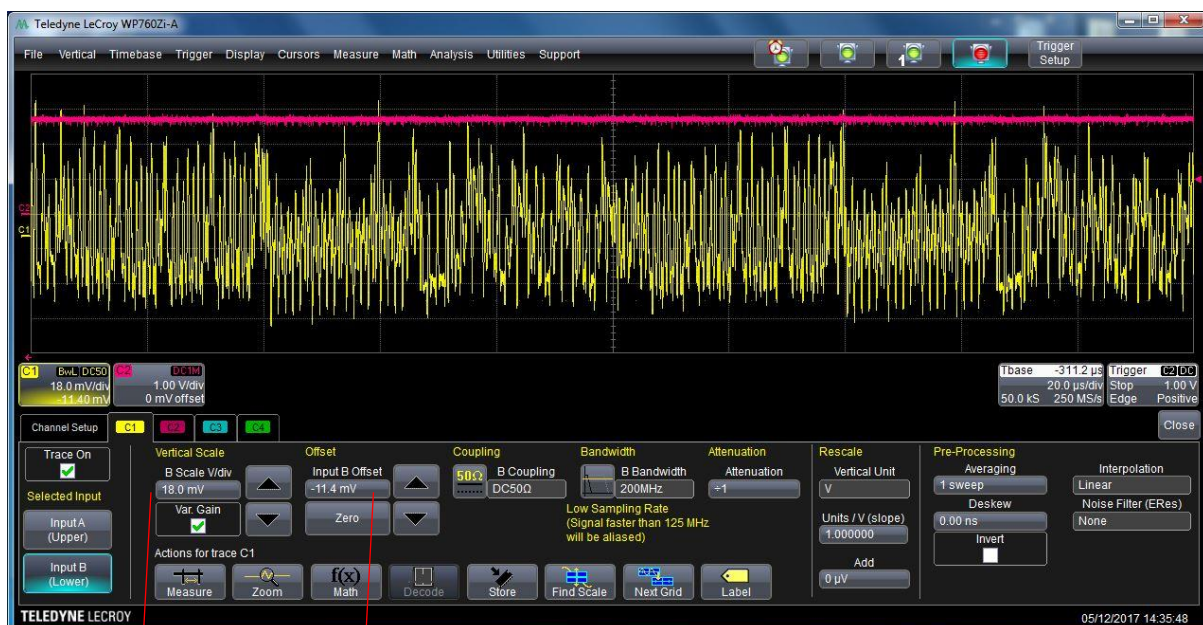 Teledyne LeCroy WP760Zi-A
File Vertical Timebase Trigger Display Cursors Measure Math Analysis Utilities Support
1
Trigger
Setup
C2
C1
C1 BwL DC50
18.0 mV/div
-11.40 mV
C2 DC1M
1.00 V/div
0 mV offset
Tbase -311.2 µs
20.0 µs/div
50.0 kS 250 MS/s
Trigger C2 DC
Stop 1.00 V
Edge Positive
Channel Setup C1 C2 C3 C4
Close
Trace On
Selected Input
Input A
(Upper)
Input B
(Lower)
Vertical Scale
B Scale V/div
18.0 mV
Var. Gain
Offset
Input B Offset
-11.4 mV
Zero
Coupling
50Ω
B Coupling
DC50Ω
Bandwidth
B Bandwidth
200MHz
Low Sampling Rate
(Signal faster than 125 MHz
will be aliased)
Attenuation
Attenuation
÷1
Actions for trace C1
Measure
Zoom
f(x)
Math
Decode
Store
Find Scale
Next Grid
Label
Rescale
Vertical Unit
V
Units / V (slope)
1.000000
Add
0 µV
Pre-Processing
Averaging
1 sweep
Deskew
0.00 ns
Invert
Interpolation
Linear
Noise Filter (ERes)
None
TELEDYNE LECROY
05/12/2017 14:35:48